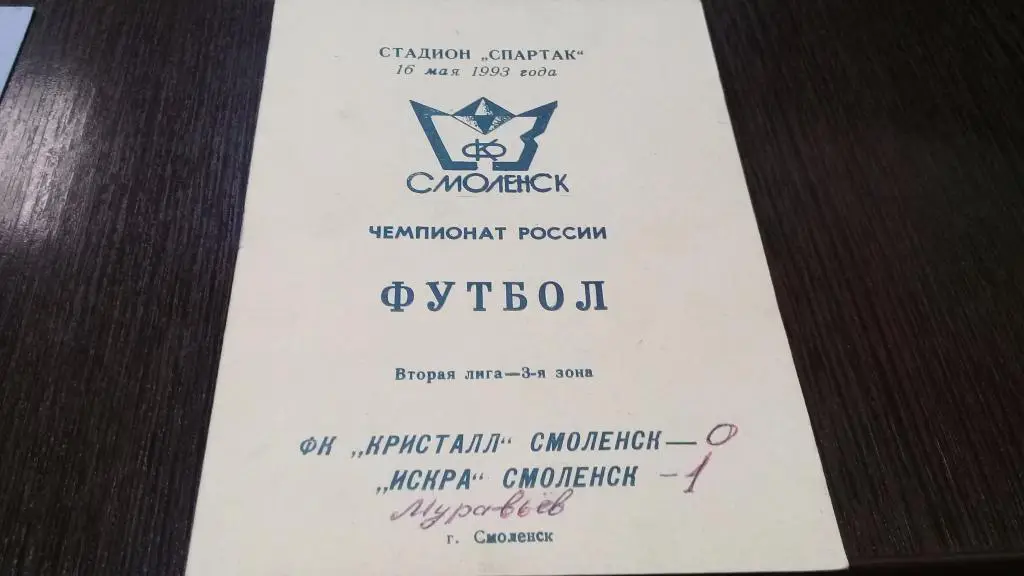 СТАДИОН „СПАРТАК“
16 мая 1993 года
СКФ
СМОЛЕНСК
ЧЕМПИОНАТ РОССИИ
ФУТБОЛ
Вторая лига—3-я зона
ФК „КРИСТАЛЛ“ СМОЛЕНСК—0
„ИСКРА“ СМОЛЕНСК -1
Муравьёв
г. Смоленск